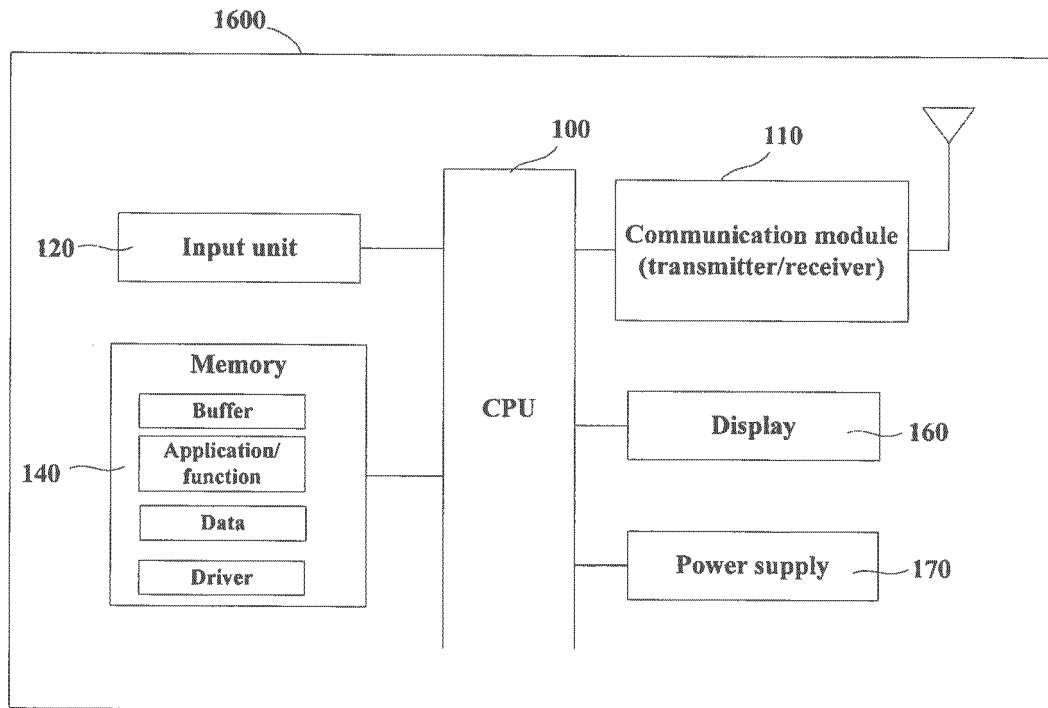 1600
100
110
120
Input unit
Communication module
(transmitter/receiver)
Memory
Buffer
Application/
function
Data
Driver
140
CPU
Display
160
Power supply
170